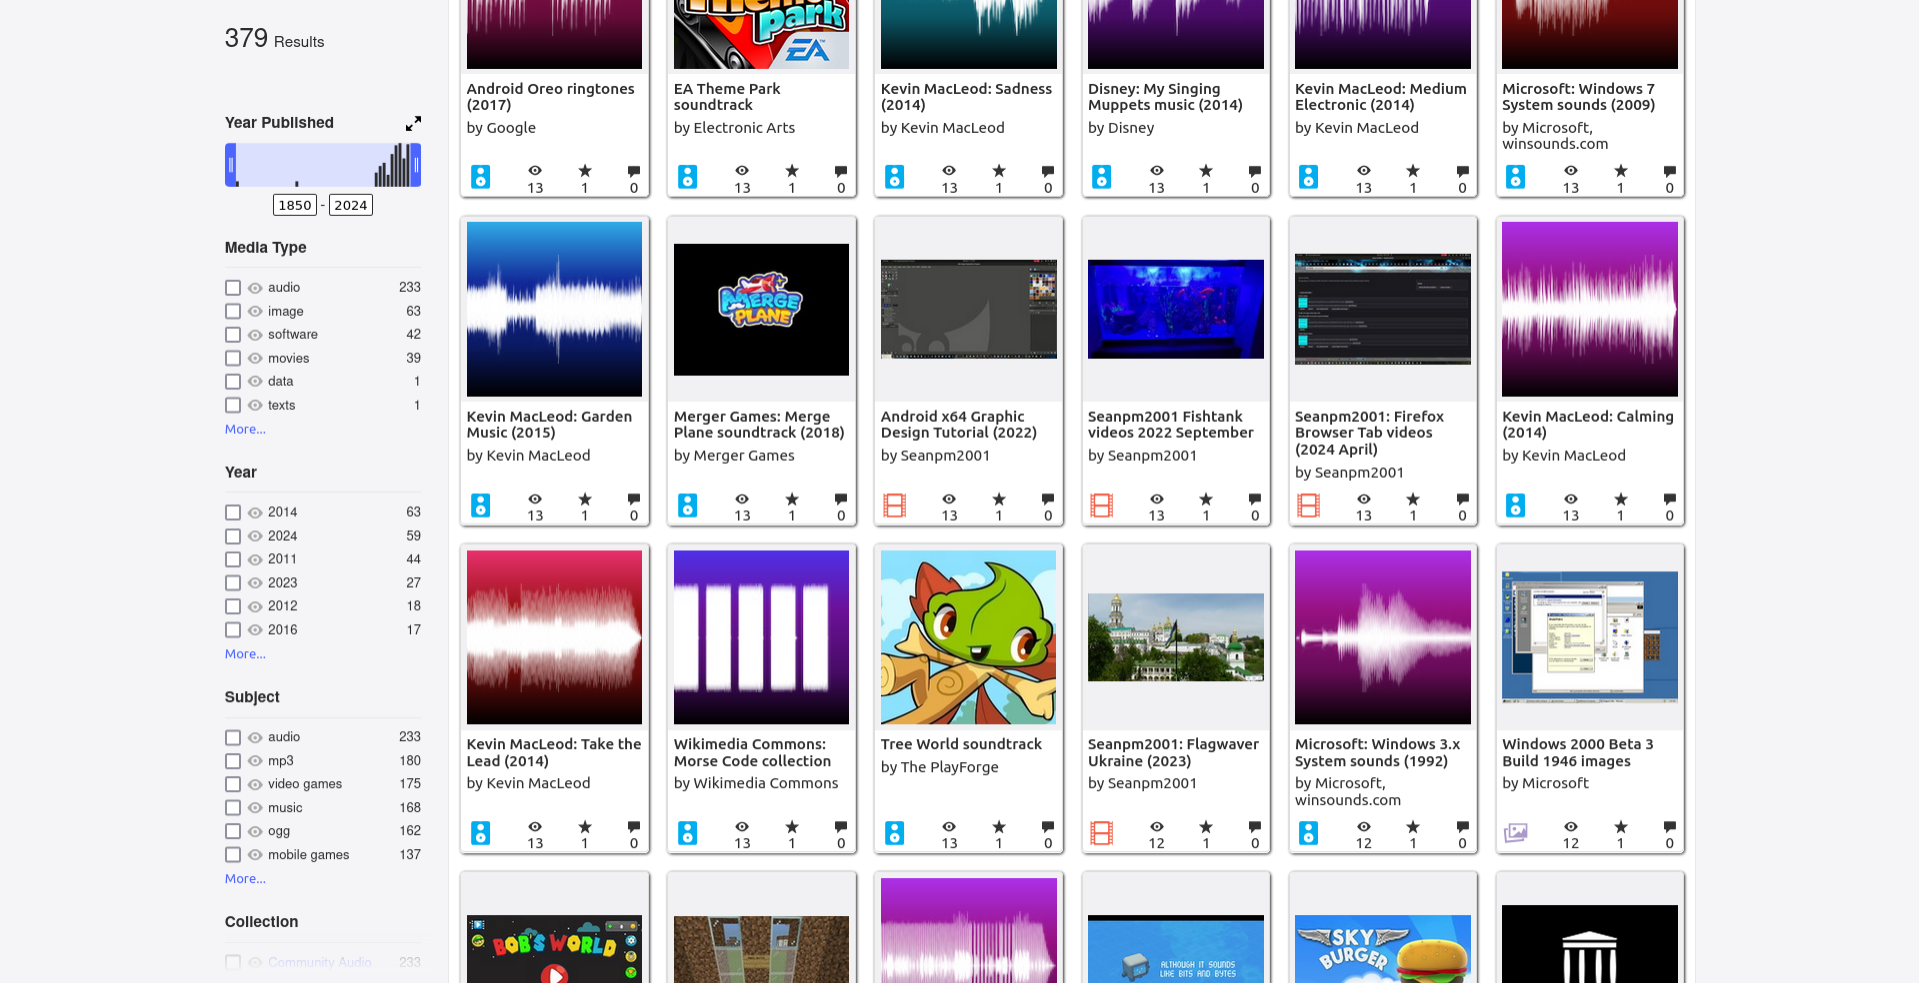 379 Results
Year Published
1850 - 2024
Media Type
audio 233
image 63
software 42
movies 39
data 1
texts 1
More...
Year
2014 63
2024 59
2011 44
2023 27
2012 18
2016 17
More...
Subject
audio 233
mp3 180
video games 175
music 168
ogg 162
mobile games 137
More...
Collection
Community Audio 233
Android Oreo ringtones
(2017)
by Google
13 1 0
park
EA
EA Theme Park
soundtrack
by Electronic Arts
13 1 0
Kevin MacLeod: Sadness
(2014)
by Kevin MacLeod
13 1 0
Disney: My Singing
Muppets music (2014)
by Disney
13 1 0
Kevin MacLeod: Medium
Electronic (2014)
by Kevin MacLeod
13 1 0
Microsoft: Windows 7
System sounds (2009)
by Microsoft,
winsounds.com
13 1 0
Kevin MacLeod: Garden
Music (2015)
by Kevin MacLeod
13 1 0
MERGE
PLANE
Merger Games: Merge
Plane soundtrack (2018)
by Merger Games
13 1 0
Android x64 Graphic
Design Tutorial (2022)
by Seanpm2001
13 1 0
Seanpm2001 Fishtank
videos 2022 September
by Seanpm2001
13 1 0
Seanpm2001: Firefox
Browser Tab videos
(2024 April)
by Seanpm2001
13 1 0
Kevin MacLeod: Calming
(2014)
by Kevin MacLeod
13 1 0
Kevin MacLeod: Take the
Lead (2014)
by Kevin MacLeod
13 1 0
Wikimedia Commons:
Morse Code collection
by Wikimedia Commons
13 1 0
Tree World soundtrack
by The PlayForge
13 1 0
Seanpm2001: Flagwaver
Ukraine (2023)
by Seanpm2001
12 1 0
Microsoft: Windows 3.x
System sounds (1992)
by Microsoft,
winsounds.com
12 1 0
Windows 2000 Beta 3
Build 1946 images
by Microsoft
12 1 0
BOB'S WORLD
ALTHOUGH IT SOUNDS
LIKE BITS AND BYTES
SKY
BURGER